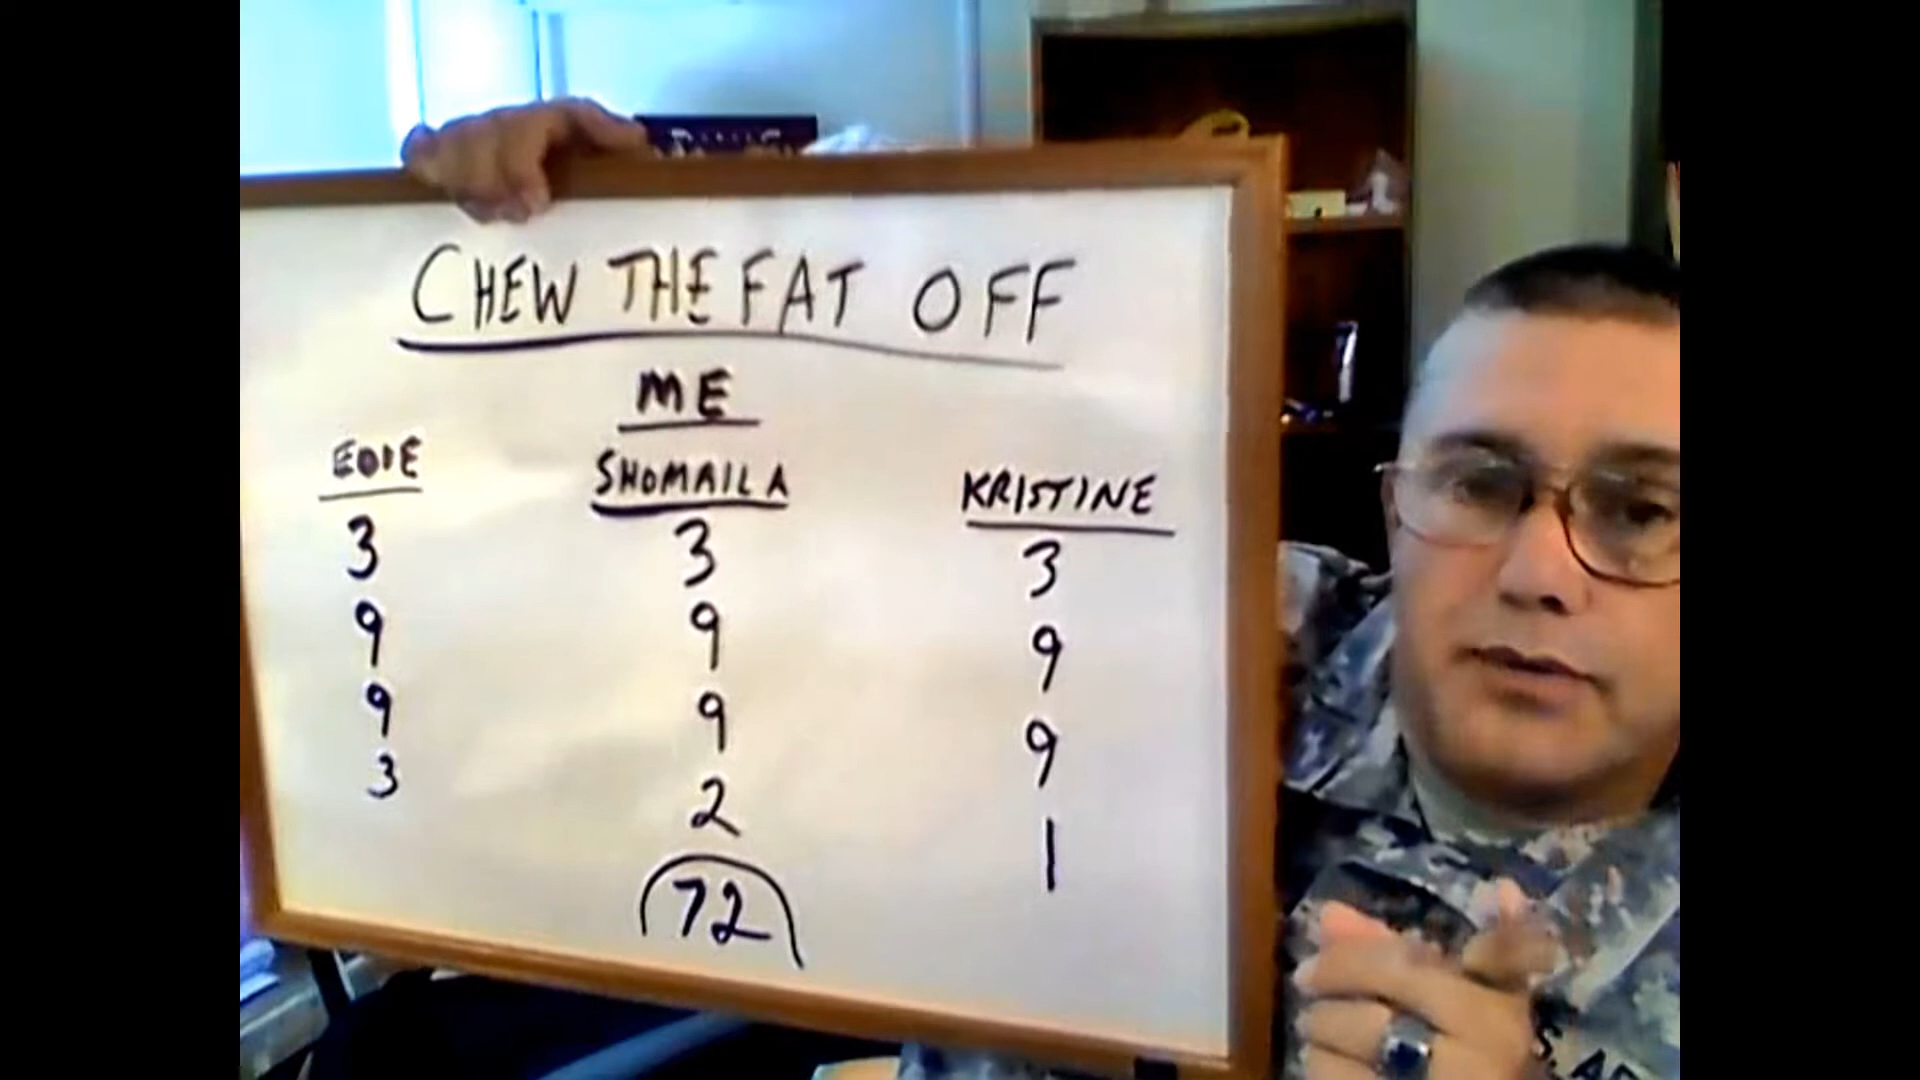 CHEW THE FAT OFF
ME
EDIE SHOMAILA KRISTINE
3 3 3
9 9 9
9 9 9
3 2 1
72